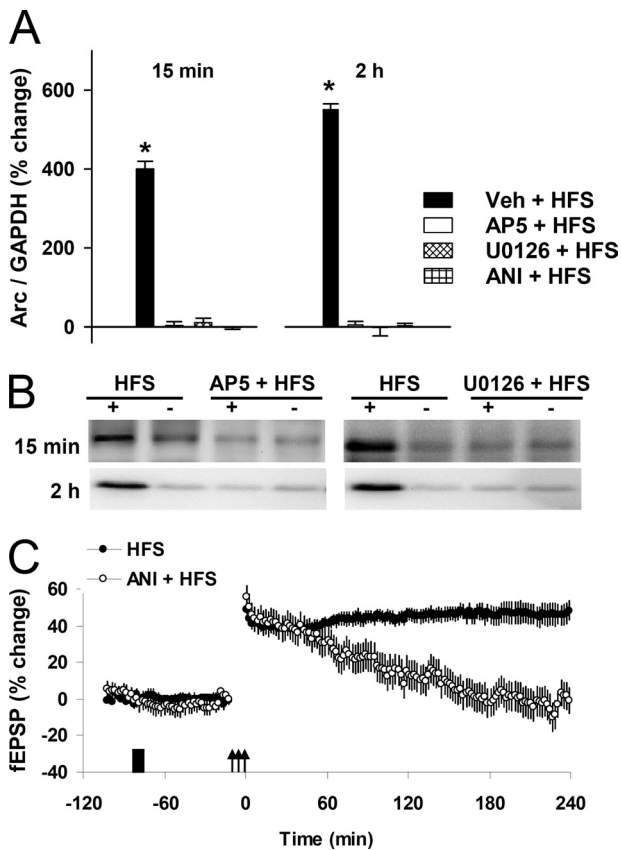 A
15 min 2 h
Arc / GAPDH (% change)
600
400
200
0
* *
Veh + HFS
AP5 + HFS
U0126 + HFS
ANI + HFS
B
HFS AP5 + HFS HFS U0126 + HFS
+ - + - + - + -
15 min
2 h
C
HFS
ANI + HFS
fEPSP (% change)
60
40
20
0
-20
-40
-120 -60 0 60 120 180 240
Time (min)